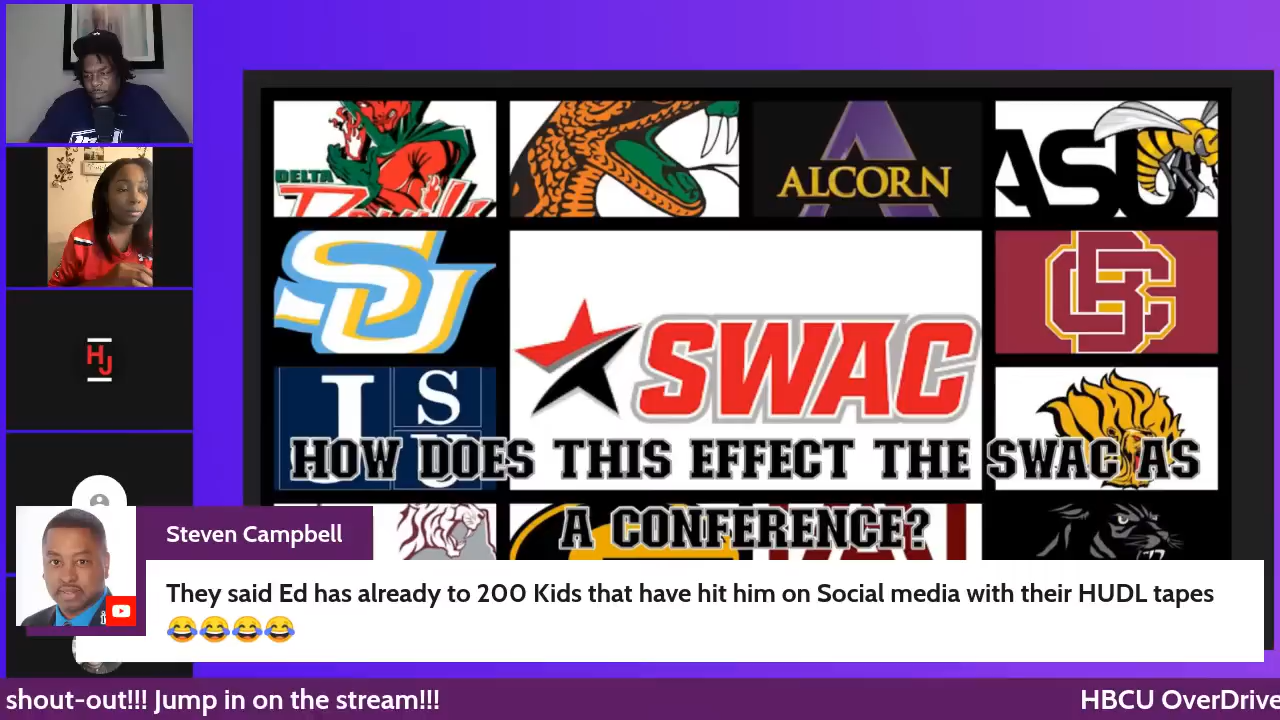 DELTA
ALCORN
ASU
SU
BC
SWAC
HJ
J S
U
HOW DOES THIS EFFECT THE SWAC AS
A CONFERENCE?
Steven Campbell
They said Ed has already to 200 Kids that have hit him on Social media with their HUDL tapes
😂😂😂😂
shout-out!!! Jump in on the stream!!! HBCU OverDrive